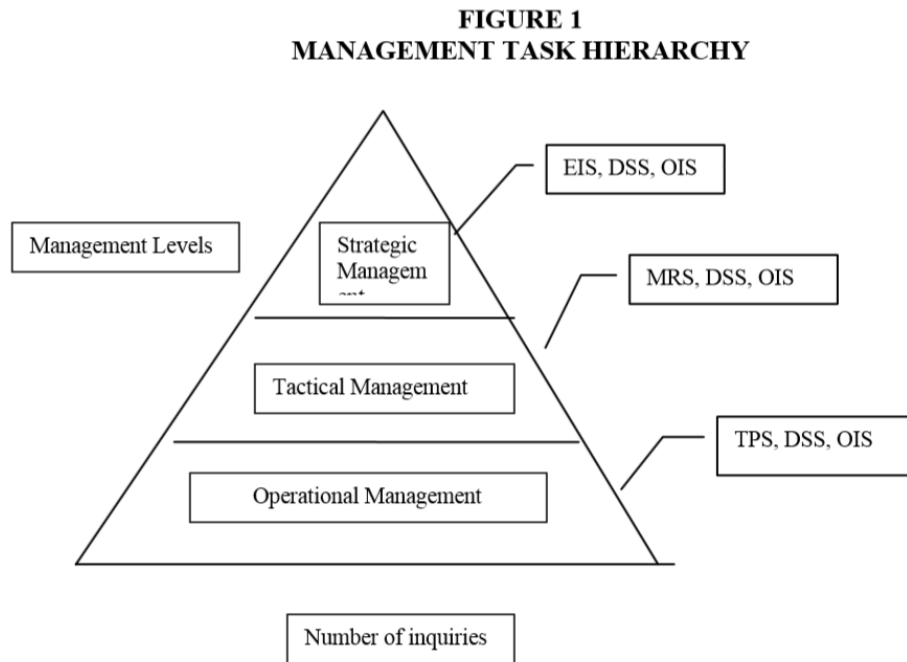 FIGURE 1
MANAGEMENT TASK HIERARCHY
EIS, DSS, OIS
Management Levels
Strategic
Managem
MRS, DSS, OIS
Tactical Management
TPS, DSS, OIS
Operational Management
Number of inquiries